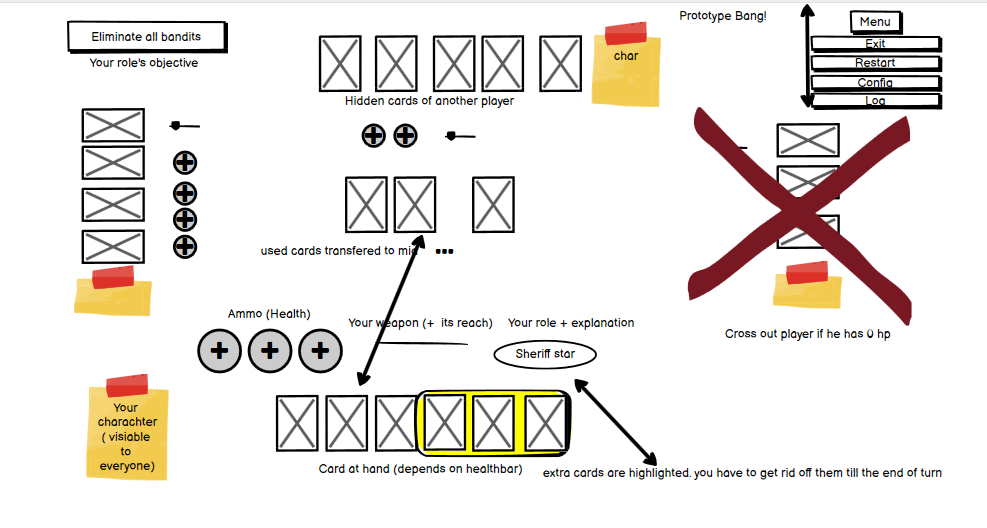 Prototype Bang!
Menu
Exit
Restart
Config
Log
Eliminate all bandits
Your role's objective
char
Hidden cards of another player
used cards transfered to mid
Ammo (Health)
Your weapon (+ its reach)
Your role + explanation
Sheriff star
Cross out player if he has 0 hp
Your
charachter
( visiable
to
everyone)
Card at hand (depends on healthbar)
extra cards are highlighted. you have to get rid off them till the end of turn